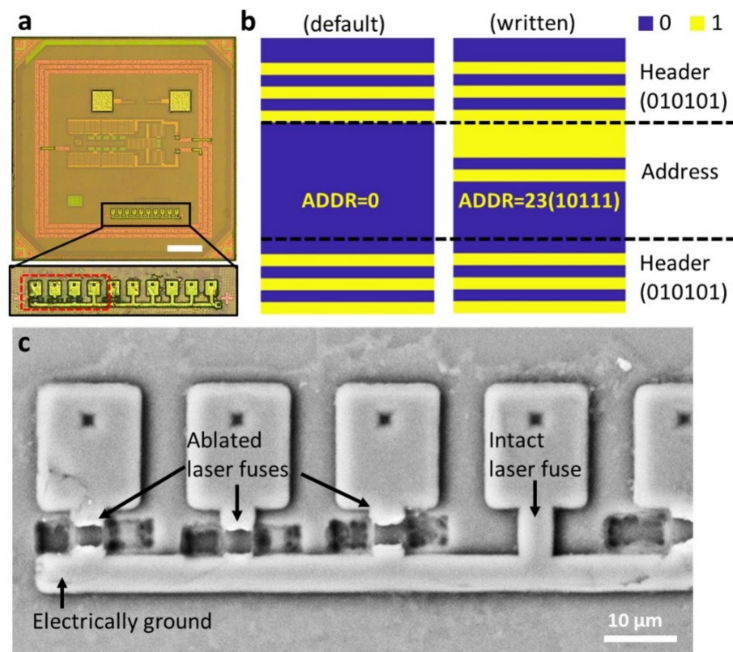 a
b
(default)
(written)
0
1
Header
(010101)
ADDR=0
ADDR=23(10111)
Address
Header
(010101)
c
Ablated
laser fuses
Intact
laser fuse
Electrically ground
10 µm